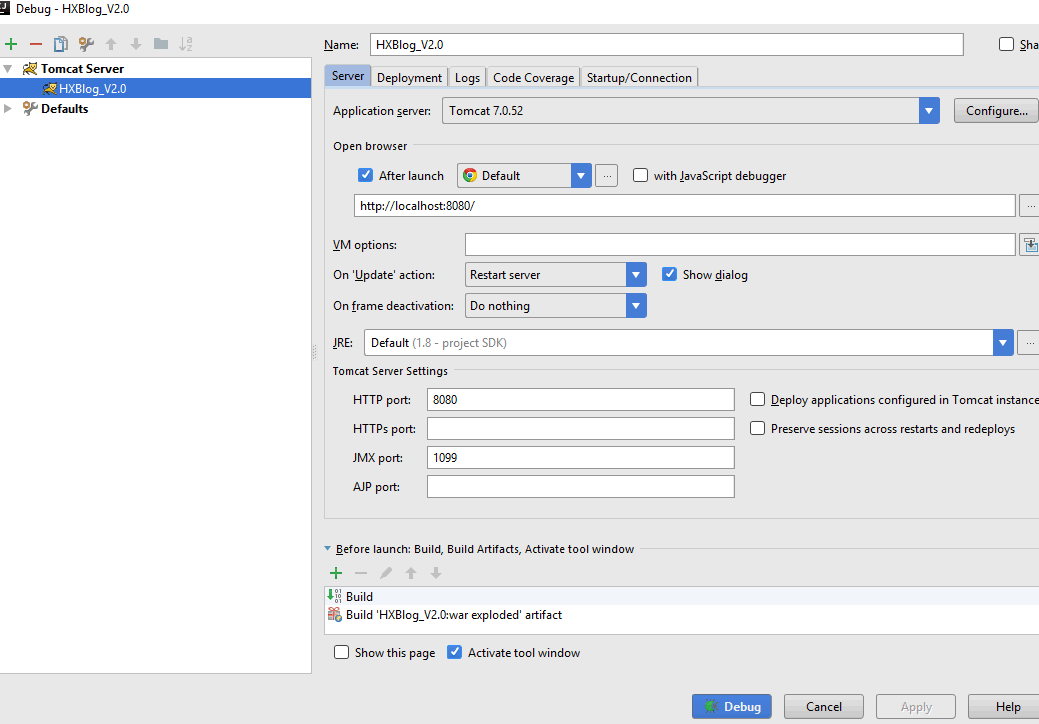 Debug - HXBlog_V2.0
Name: HXBlog_V2.0 Sha
Tomcat Server
HXBlog_V2.0
Defaults
Server Deployment Logs Code Coverage Startup/Connection
Application server: Tomcat 7.0.52 Configure...
Open browser
After launch Default ... with JavaScript debugger
http://localhost:8080/ ...
VM options:
On 'Update' action: Restart server Show dialog
On frame deactivation: Do nothing
JRE: Default (1.8 - project SDK) ...
Tomcat Server Settings
HTTP port: 8080 Deploy applications configured in Tomcat instance
HTTPs port: Preserve sessions across restarts and redeploys
JMX port: 1099
AJP port:
Before launch: Build, Build Artifacts, Activate tool window
Build
Build 'HXBlog_V2.0:war exploded' artifact
Show this page Activate tool window
Debug Cancel Apply Help